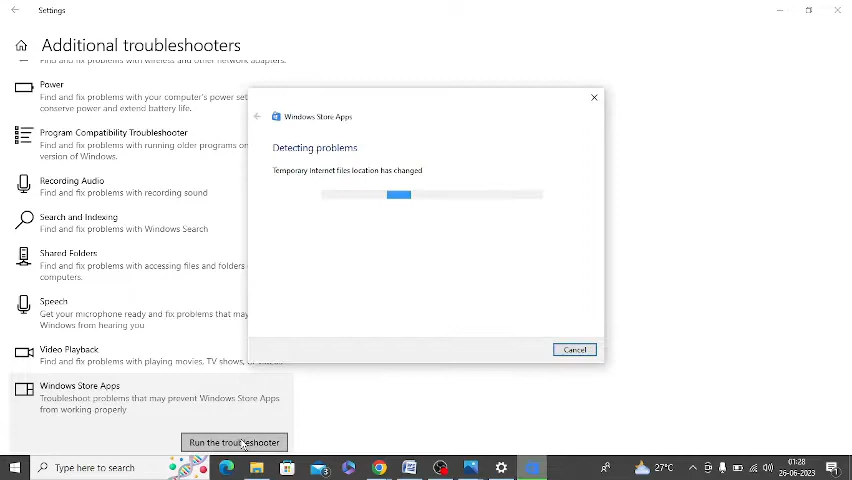 Settings
Additional troubleshooters
Find and fix problems with wireless and other network adapters.
Power
Find and fix problems with your computer's power set
conserve power and extend battery life.
Program Compatibility Troubleshooter
Find and fix problems with running older programs on
version of Windows.
Recording Audio
Find and fix problems with recording sound
Search and Indexing
Find and fix problems with Windows Search
Shared Folders
Find and fix problems with accessing files and folders
computers.
Speech
Get your microphone ready and fix problems that may
Windows from hearing you
Video Playback
Find and fix problems with playing movies, TV shows,
Windows Store Apps
Troubleshoot problems that may prevent Windows Store Apps
from working properly
Run the troubleshooter
Windows Store Apps
Detecting problems
Temporary Internet files location has changed
Cancel
Type here to search
3
27°C
01:28
26-06-2023
1